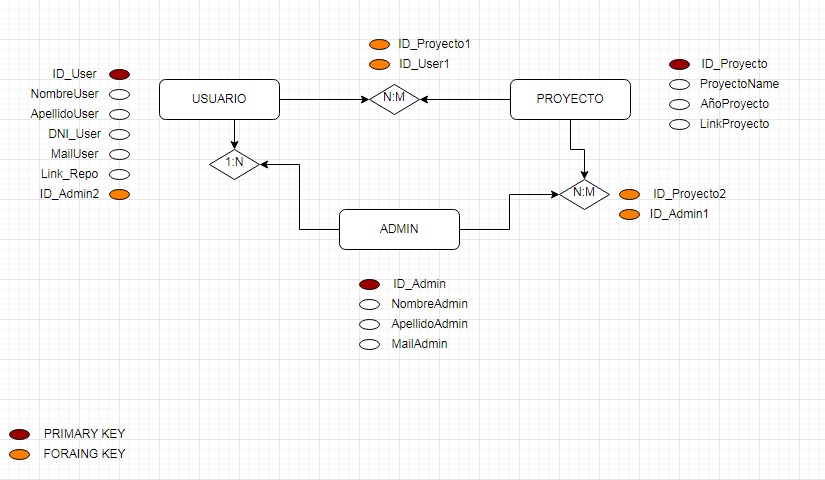 ID_Proyecto1
ID_User1
ID_User
NombreUser
ApellidoUser
DNI_User
MailUser
Link_Repo
ID_Admin2
USUARIO
N:M
PROYECTO
ID_Proyecto
ProyectoName
AñoProyecto
LinkProyecto
1:N
N:M
ID_Proyecto2
ID_Admin1
ADMIN
ID_Admin
NombreAdmin
ApellidoAdmin
MailAdmin
PRIMARY KEY
FORAING KEY